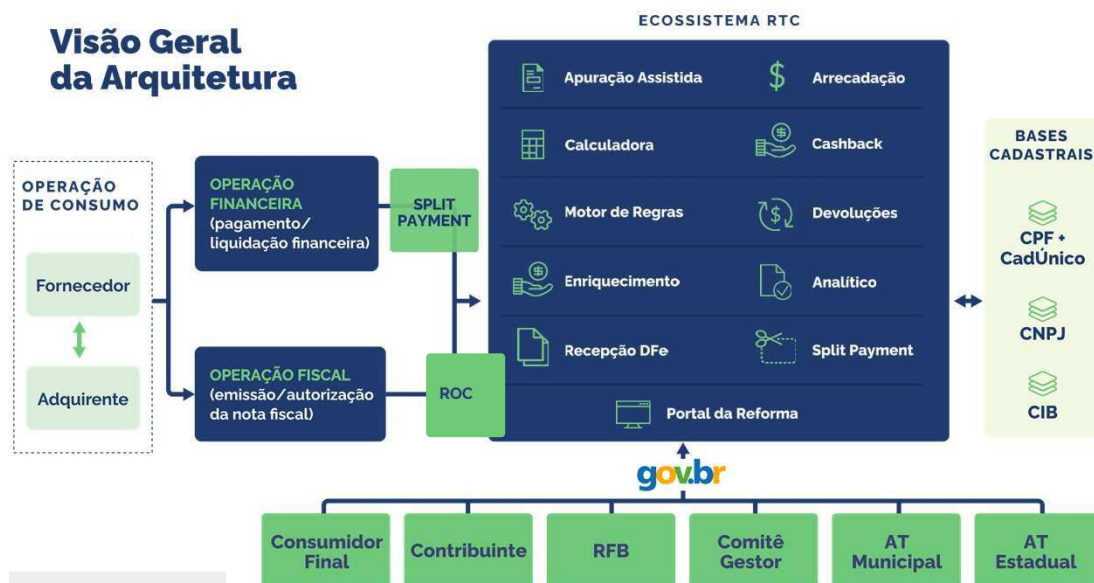 Visão Geral
da Arquitetura
ECOSSISTEMA RTC
OPERAÇÃO
DE CONSUMO
Fornecedor
Adquirente
OPERAÇÃO
FINANCEIRA
(pagamento/
liquidação financeira)
SPLIT
PAYMENT
OPERAÇÃO FISCAL
(emissão/autorização
da nota fiscal)
ROC
Apuração Assistida
Arrecadação
Calculadora
Cashback
Motor de Regras
Devoluções
Enriquecimento
Analítico
Recepção DFe
Split Payment
Portal da Reforma
BASES
CADASTRAIS
CPF +
CadÚnico
CNPJ
CIB
gov.br
Consumidor
Final
Contribuinte
RFB
Comitê
Gestor
AT
Municipal
AT
Estadual